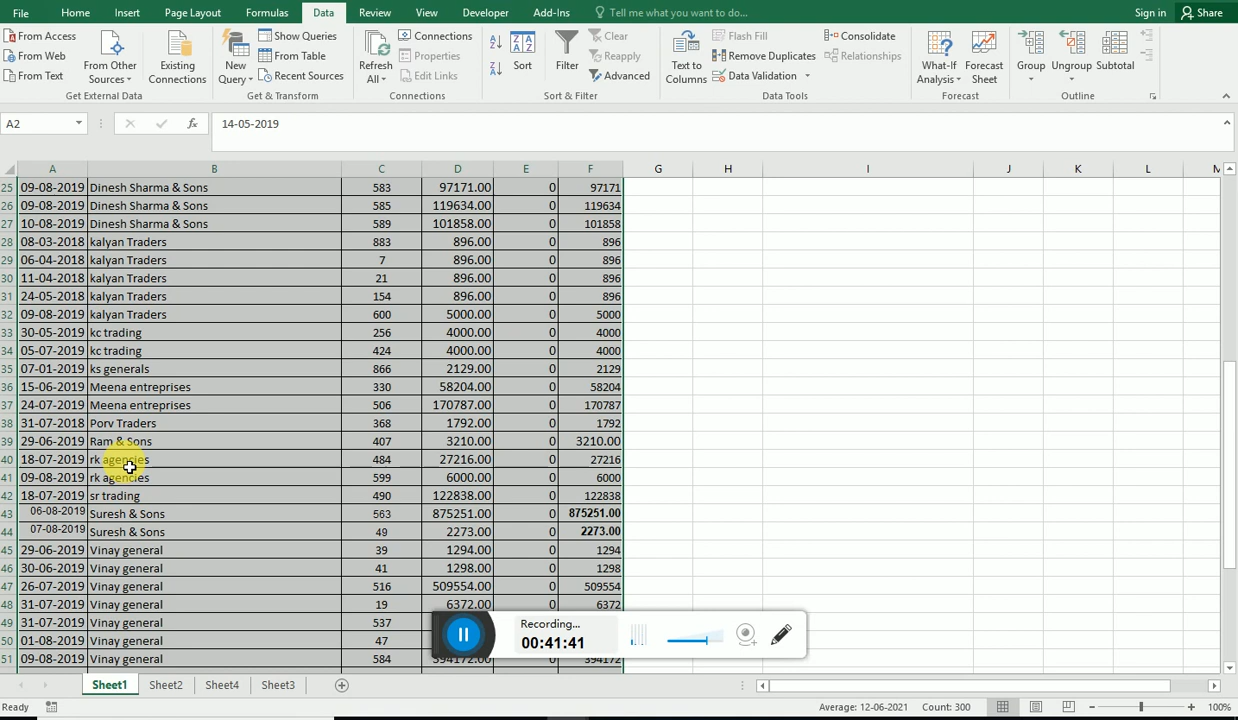 File Home Insert Page Layout Formulas Data Review View Developer Add-Ins Tell me what you want to do... Sign in Share
From Access
From Web
From Text
From Other Sources
Existing Connections
Get External Data
New Query
Show Queries
From Table
Recent Sources
Get & Transform
Refresh All
Connections
Properties
Edit Links
Connections
Sort
Filter
Clear
Reapply
Advanced
Sort & Filter
Text to Columns
Flash Fill
Remove Duplicates
Data Validation
Consolidate
Relationships
Data Tools
What-If Analysis
Forecast Sheet
Forecast
Group
Ungroup
Subtotal
Outline
A2 fx 14-05-2019
A B C D E F G H I J K L M
25 09-08-2019 Dinesh Sharma & Sons 583 97171.00 0 97171
26 09-08-2019 Dinesh Sharma & Sons 585 119634.00 0 119634
27 10-08-2019 Dinesh Sharma & Sons 589 101858.00 0 101858
28 08-03-2018 kalyan Traders 883 896.00 0 896
29 06-04-2018 kalyan Traders 7 896.00 0 896
30 11-04-2018 kalyan Traders 21 896.00 0 896
31 24-05-2018 kalyan Traders 154 896.00 0 896
32 09-08-2019 kalyan Traders 600 5000.00 0 5000
33 30-05-2019 kc trading 256 4000.00 0 4000
34 05-07-2019 kc trading 424 4000.00 0 4000
35 07-01-2019 ks generals 866 2129.00 0 2129
36 15-06-2019 Meena entreprises 330 58204.00 0 58204
37 24-07-2019 Meena entreprises 506 170787.00 0 170787
38 31-07-2018 Porv Traders 368 1792.00 0 1792
39 29-06-2019 Ram & Sons 407 3210.00 0 3210.00
40 18-07-2019 rk agencies 484 27216.00 0 27216
41 09-08-2019 rk agencies 599 6000.00 0 6000
42 18-07-2019 sr trading 490 122838.00 0 122838
43 06-08-2019 Suresh & Sons 563 875251.00 0 875251.00
44 07-08-2019 Suresh & Sons 49 2273.00 0 2273.00
45 29-06-2019 Vinay general 39 1294.00 0 1294
46 30-06-2019 Vinay general 41 1298.00 0 1298
47 26-07-2019 Vinay general 516 509554.00 0 509554
48 31-07-2019 Vinay general 19 6372.00 0 6372
49 31-07-2019 Vinay general 537
50 01-08-2019 Vinay general 47
51 09-08-2019 Vinay general 584
Recording...
00:41:41
Sheet1 Sheet2 Sheet4 Sheet3
Ready Average: 12-06-2021 Count: 300 100%